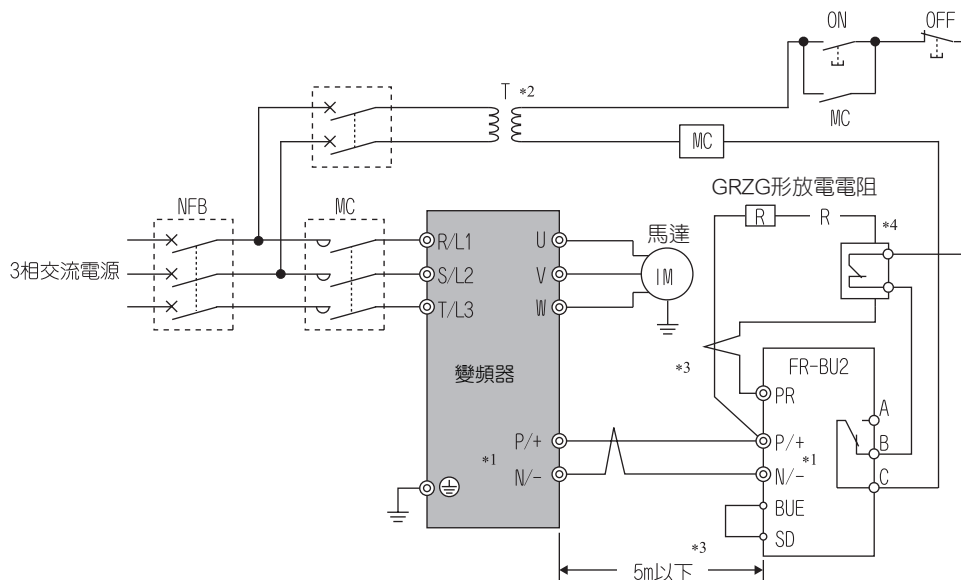 ON
OFF
T *2
MC
MC
GRZG形放電電阻
NFB
MC
R
R
*4
馬達
R/L1
U
3相交流電源
S/L2
V
IM
T/L3
W
FR-BU2
變頻器
*3
PR
A
P/+
P/+
B
*1
*1
N/-
N/-
C
BUE
SD
*3
5m以下